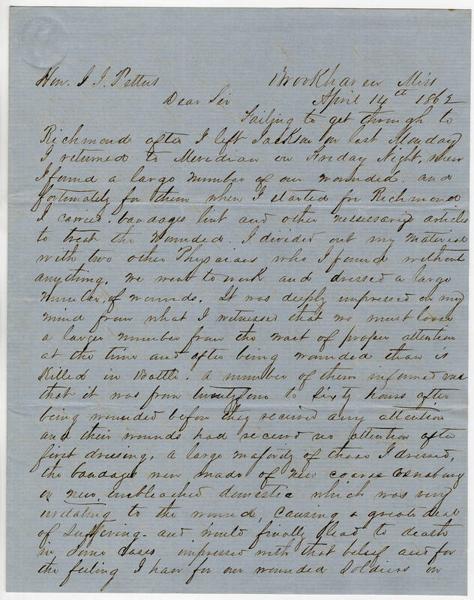 Hon. J. J. Pettus Brookhaven Miss
April 14th 1862
Dear Sir
Failing to get through to
Richmond after I left Jackson on last Monday
I returned to Meridian on Friday Night, wher
I found a large number of our wounded. and
fortunately for them when I started for Richmond
I caried bandages lint and other nessessary articles
to treat the wounded I divided out my material
with two other Physicians who I found without
anything. we went to work and dressed a large
number of wounds. It was deeply impressed on my
mind from what I witnessed that we must loose
a larger number from the want of proper attention
at the time and after being wounded than is
Killed in Battle. a number of them informed me
that it was from twentyfour to Sixty hours after
being wounded before they received any attention
and their wounds had received no attention after
first dressing. a large majority of those I dressed,
the bandages were made of new coarse Osnaburg
or new unbleached domestic which was very
irritating to the wound, causing a great deal
of Suffering. and would finally lead to death
in Some cases impressed with that belief and for
the feeling I have for our wounded Soldiers on